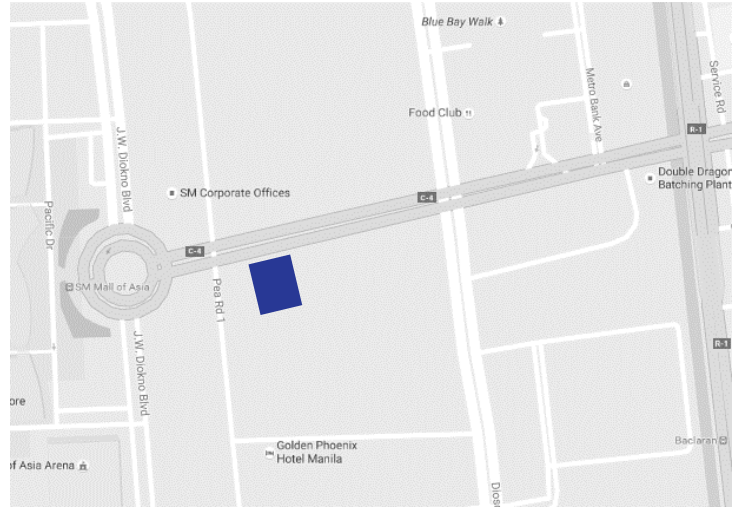 Blue Bay Walk
Service Rd
Metro Bank Ave
Food Club
R-1
J.W. Diokno Blvd
Double Dragon
Batching Plant
SM Corporate Offices
C-4
Pacific Dr
C-4
SM Mall of Asia
Pea Rd 1
R-1
J.W. Diokno Blvd
ore
Baclaran
Golden Phoenix
Hotel Manila
of Asia Arena
Diosc